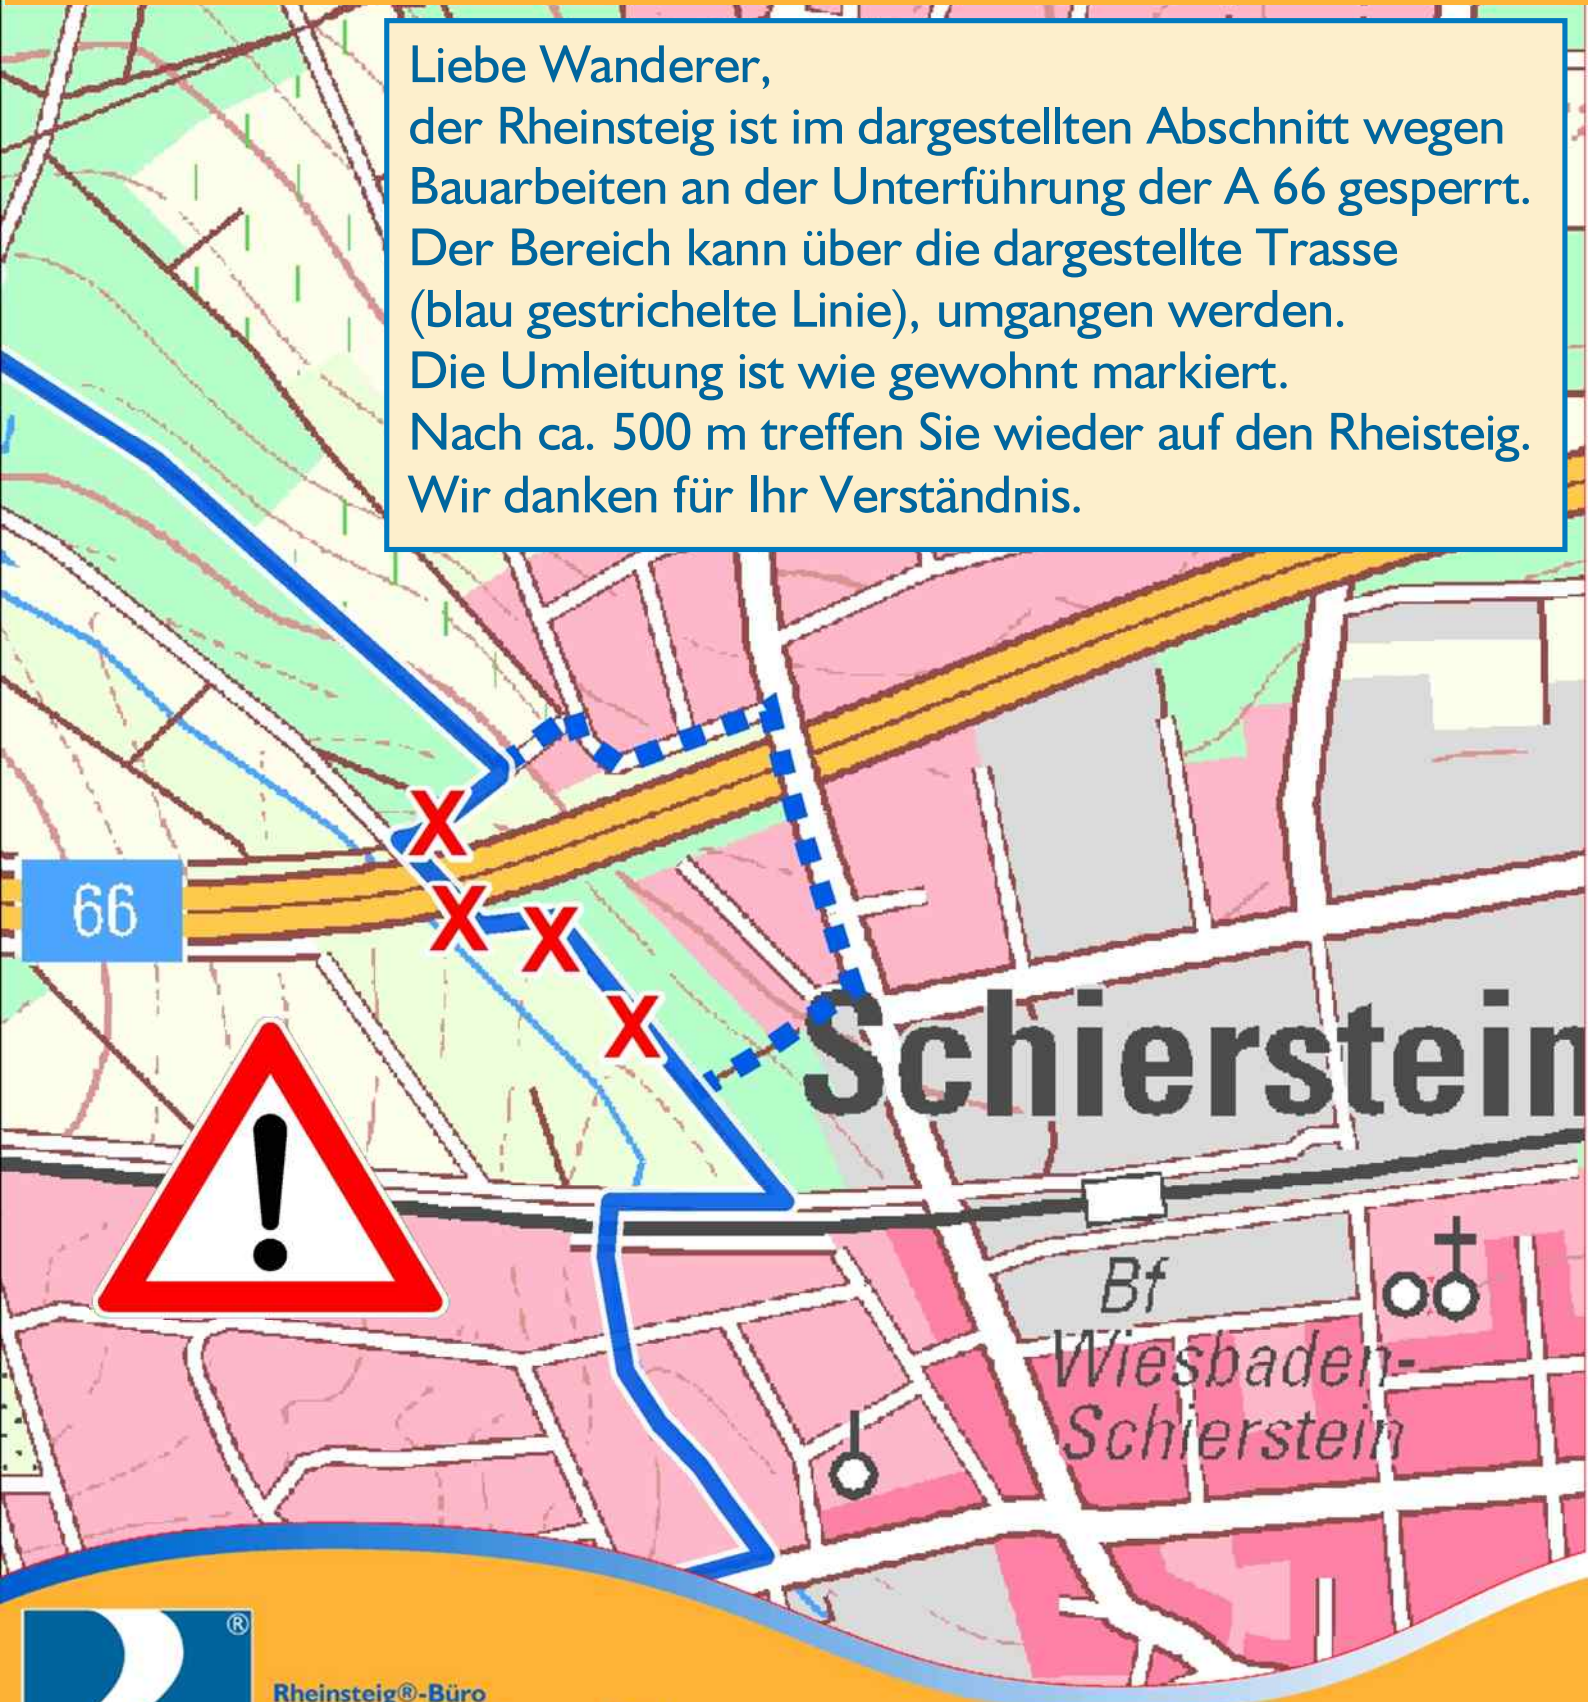 Liebe Wanderer,
der Rheinsteig ist im dargestellten Abschnitt wegen
Bauarbeiten an der Unterführung der A 66 gesperrt.
Der Bereich kann über die dargestellte Trasse
(blau gestrichelte Linie), umgangen werden.
Die Umleitung ist wie gewohnt markiert.
Nach ca. 500 m treffen Sie wieder auf den Rheisteig.
Wir danken für Ihr Verständnis.
X
66
X
X
X
Schierstein
!
Bf
Wiesbaden-
Schierstein
®
Rheinsteig®-Büro